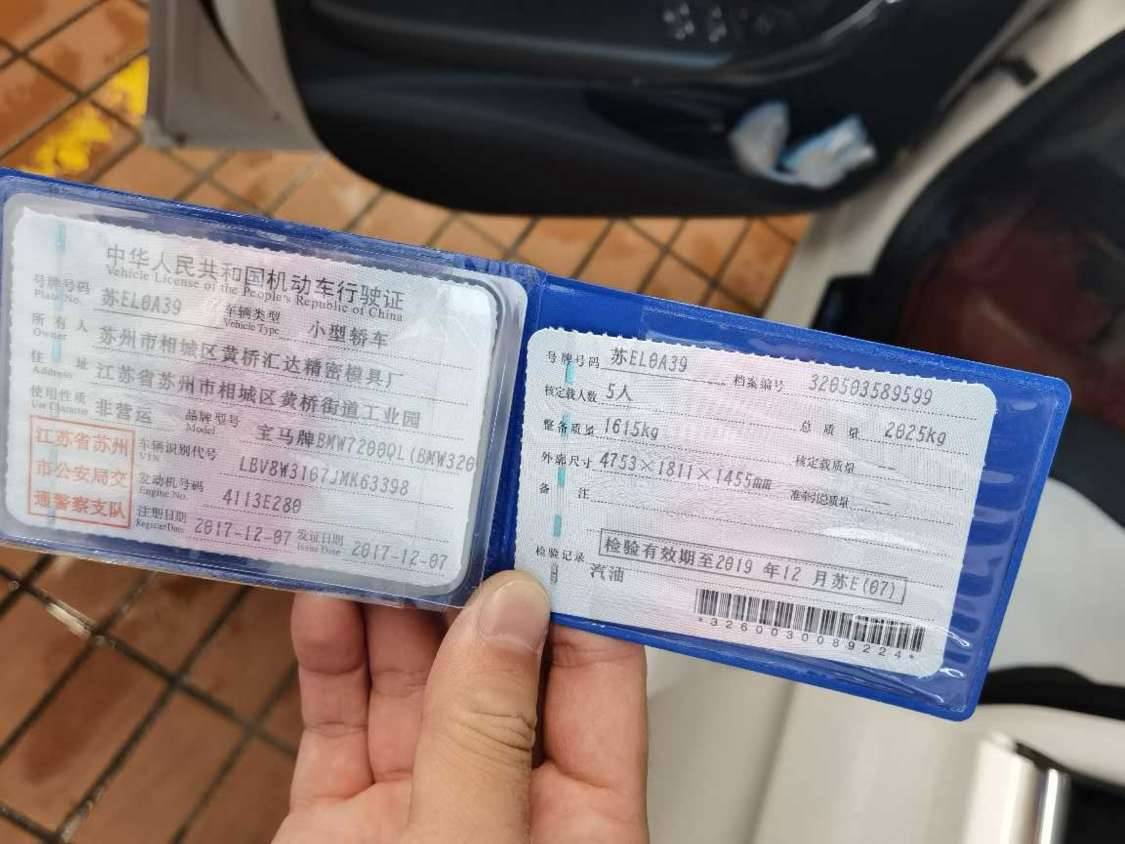 中华人民共和国机动车行驶证
Vehicle License of the People's Republic of China
号牌号码 苏EL0A39 车辆类型 小型轿车
Plate No. Vehicle Type
所有人 苏州市相城区黄桥汇达精密模具厂
Owner
住址 江苏省苏州市相城区黄桥街道工业园
Address
使用性质 非营运 品牌型号 宝马牌BMW7200QL(BMW320
Use Character Model
江苏省苏州
市公安局交
通警察支队
车辆识别代号 LBV8W3107JMK63398
VIN
发动机号码 4113E280
Engine No.
注册日期 2017-12-07 发证日期 2017-12-07
Register Date Issue Date
号牌号码 苏EL0A39 档案编号 320503589599
核定载人数 5人 总质量 2025kg
整备质量 1615kg 核定载质量 --
外廓尺寸 4753×1811×1455mm 准牵引总质量 --
备注
检验有效期至2019 年12 月苏E(07)
检验记录 汽油
*3260030089224*